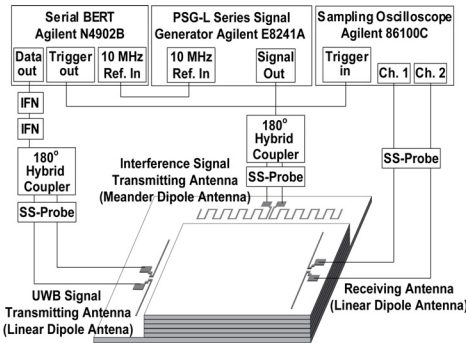 Serial BERT
Agilent N4902B
Data
out
Trigger
out
10 MHz
Ref. In
PSG-L Series Signal
Generator Agilent E8241A
10 MHz
Ref. In
Signal
Out
Sampling Oscilloscope
Agilent 86100C
Trigger
in
Ch. 1
Ch. 2
IFN
IFN
180°
Hybrid
Coupler
SS-Probe
180°
Hybrid
Coupler
SS-Probe
SS-Probe
Interference Signal
Transmitting Antenna
(Meander Dipole Antenna)
UWB Signal
Transmitting Antenna
(Linear Dipole Antena)
Receiving Antenna
(Linear Dipole Antenna)